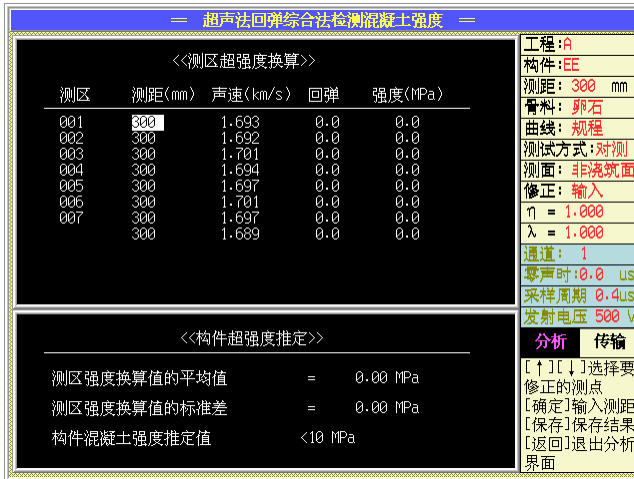 ═ 超声法回弹综合法检测混凝土强度 ═
<<测区超强度换算>>
测区 测距(mm) 声速(km/s) 回弹 强度(MPa)
001 300 1.693 0.0 0.0
002 300 1.692 0.0 0.0
003 300 1.701 0.0 0.0
004 300 1.694 0.0 0.0
005 300 1.697 0.0 0.0
006 300 1.701 0.0 0.0
007 300 1.697 0.0 0.0
300 1.689 0.0 0.0
<<构件超强度推定>>
测区强度换算值的平均值 = 0.00 MPa
测区强度换算值的标准差 = 0.00 MPa
构件混凝土强度推定值 <10 MPa
工程:A
构件:EE
测距: 300 mm
骨料: 卵石
曲线: 规程
测试方式:对测
测面: 非浇筑面
修正: 输入
η = 1.000
λ = 1.000
通道: 1
零声时:0.0 us
采样周期 0.4us
发射电压 500 V
分析 传输
[↑][↓]选择要
修正的测点
[确定]输入测距
[保存]保存结果
[返回]退出分析
界面